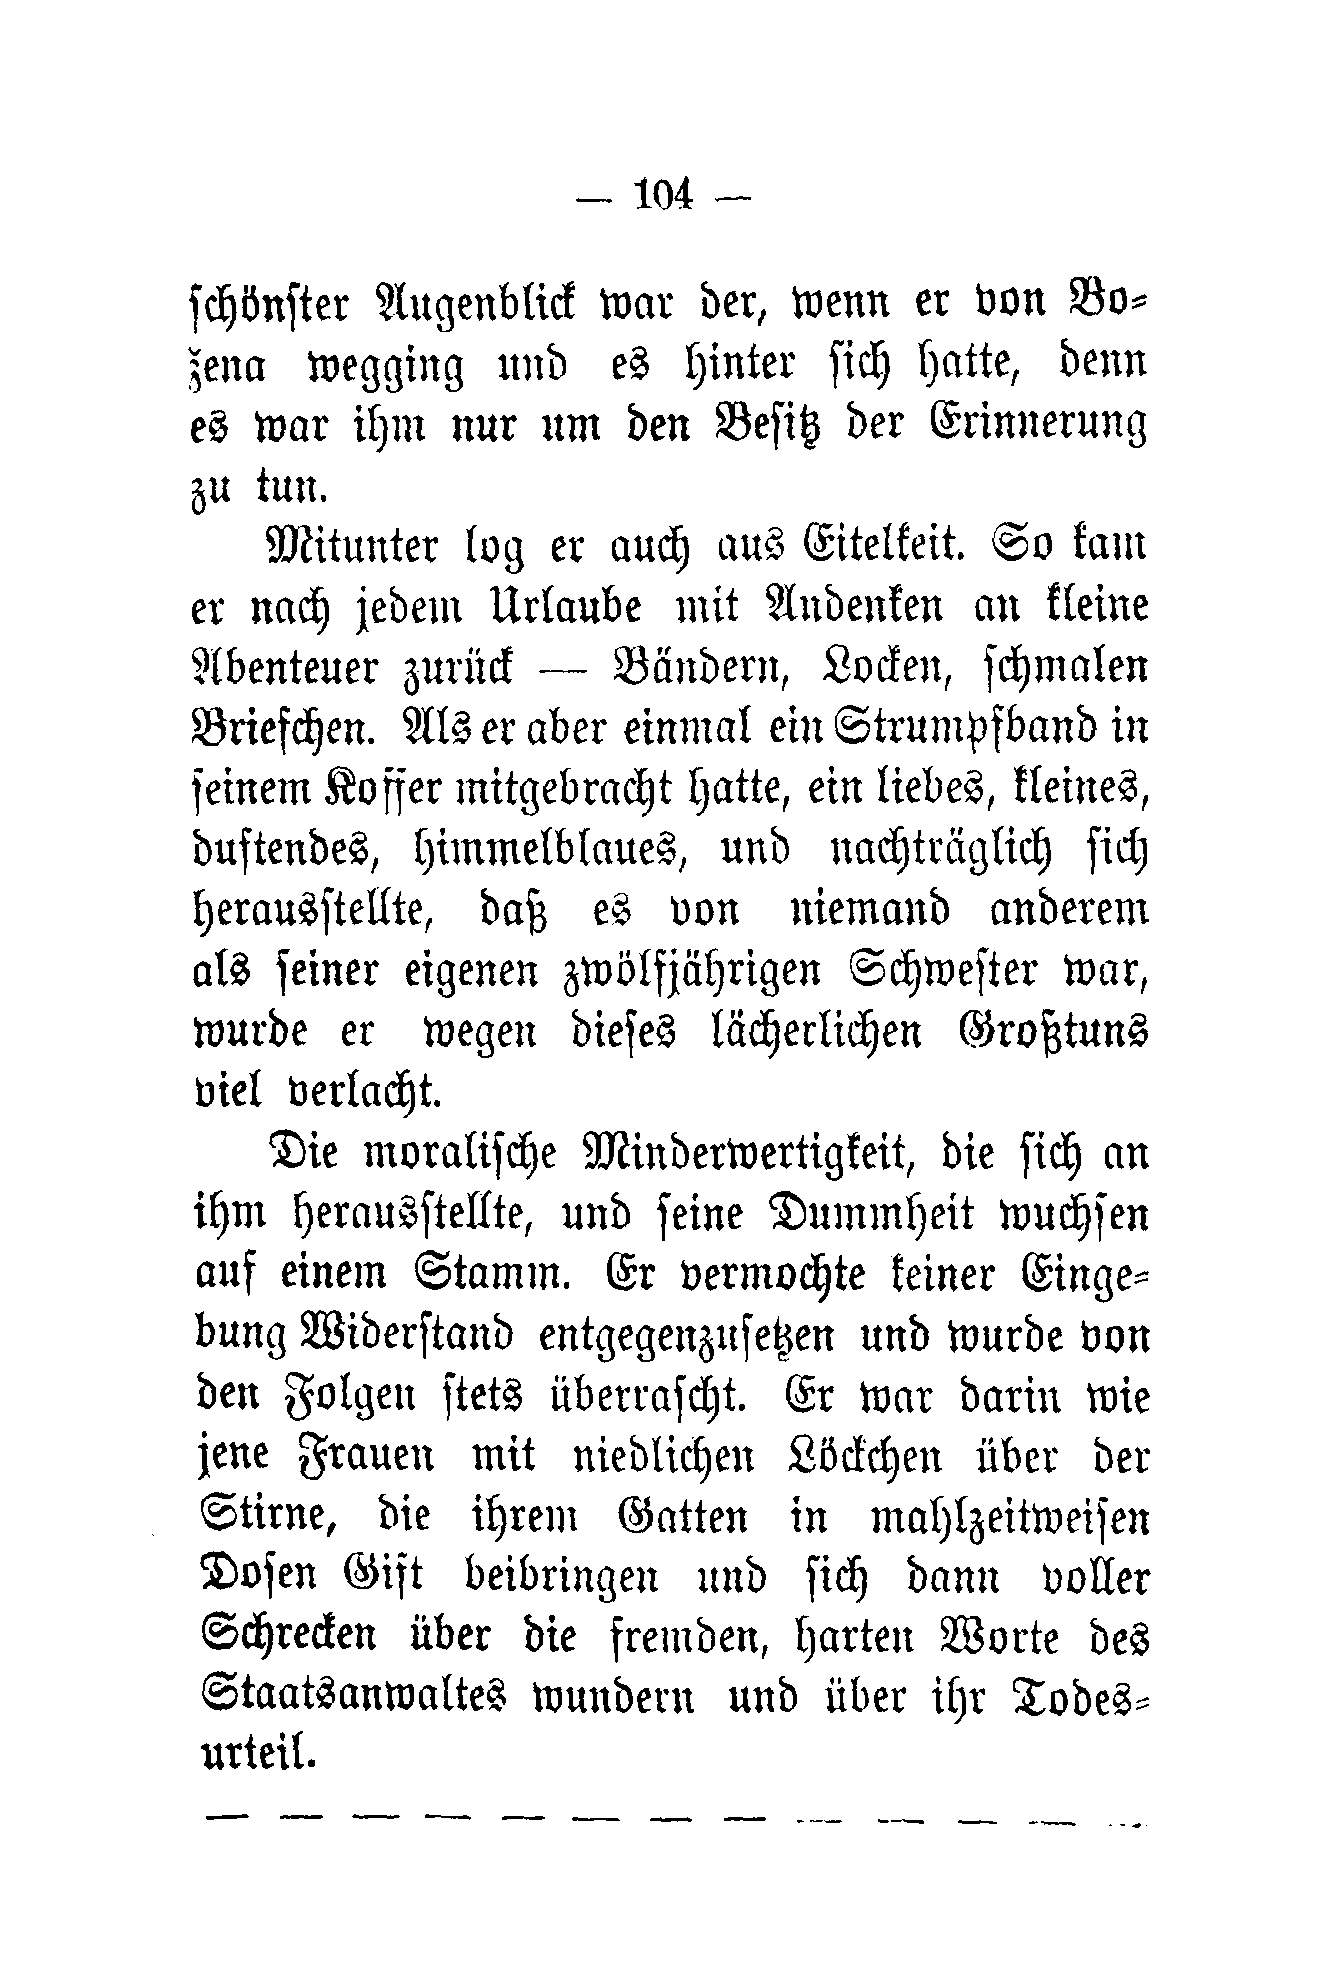 — 104 —
schönster Augenblick war der, wenn er von Bo-
žena wegging und es hinter sich hatte, denn
es war ihm nur um den Besitz der Erinnerung
zu tun.
Mitunter log er auch aus Eitelkeit. So kam
er nach jedem Urlaube mit Andenken an kleine
Abenteuer zurück — Bändern, Locken, schmalen
Briefchen. Als er aber einmal ein Strumpfband in
seinem Koffer mitgebracht hatte, ein liebes, kleines,
duftendes, himmelblaues, und nachträglich sich
herausstellte, daß es von niemand anderem
als seiner eigenen zwölfjährigen Schwester war,
wurde er wegen dieses lächerlichen Großtuns
viel verlacht.
Die moralische Minderwertigkeit, die sich an
ihm herausstellte, und seine Dummheit wuchsen
auf einem Stamm. Er vermochte keiner Einge-
bung Widerstand entgegenzusetzen und wurde von
den Folgen stets überrascht. Er war darin wie
jene Frauen mit niedlichen Löckchen über der
Stirne, die ihrem Gatten in mahlzeitweisen
Dosen Gift beibringen und sich dann voller
Schrecken über die fremden, harten Worte des
Staatsanwaltes wundern und über ihr Todes-
urteil.
— — — — — — — — — — — — —